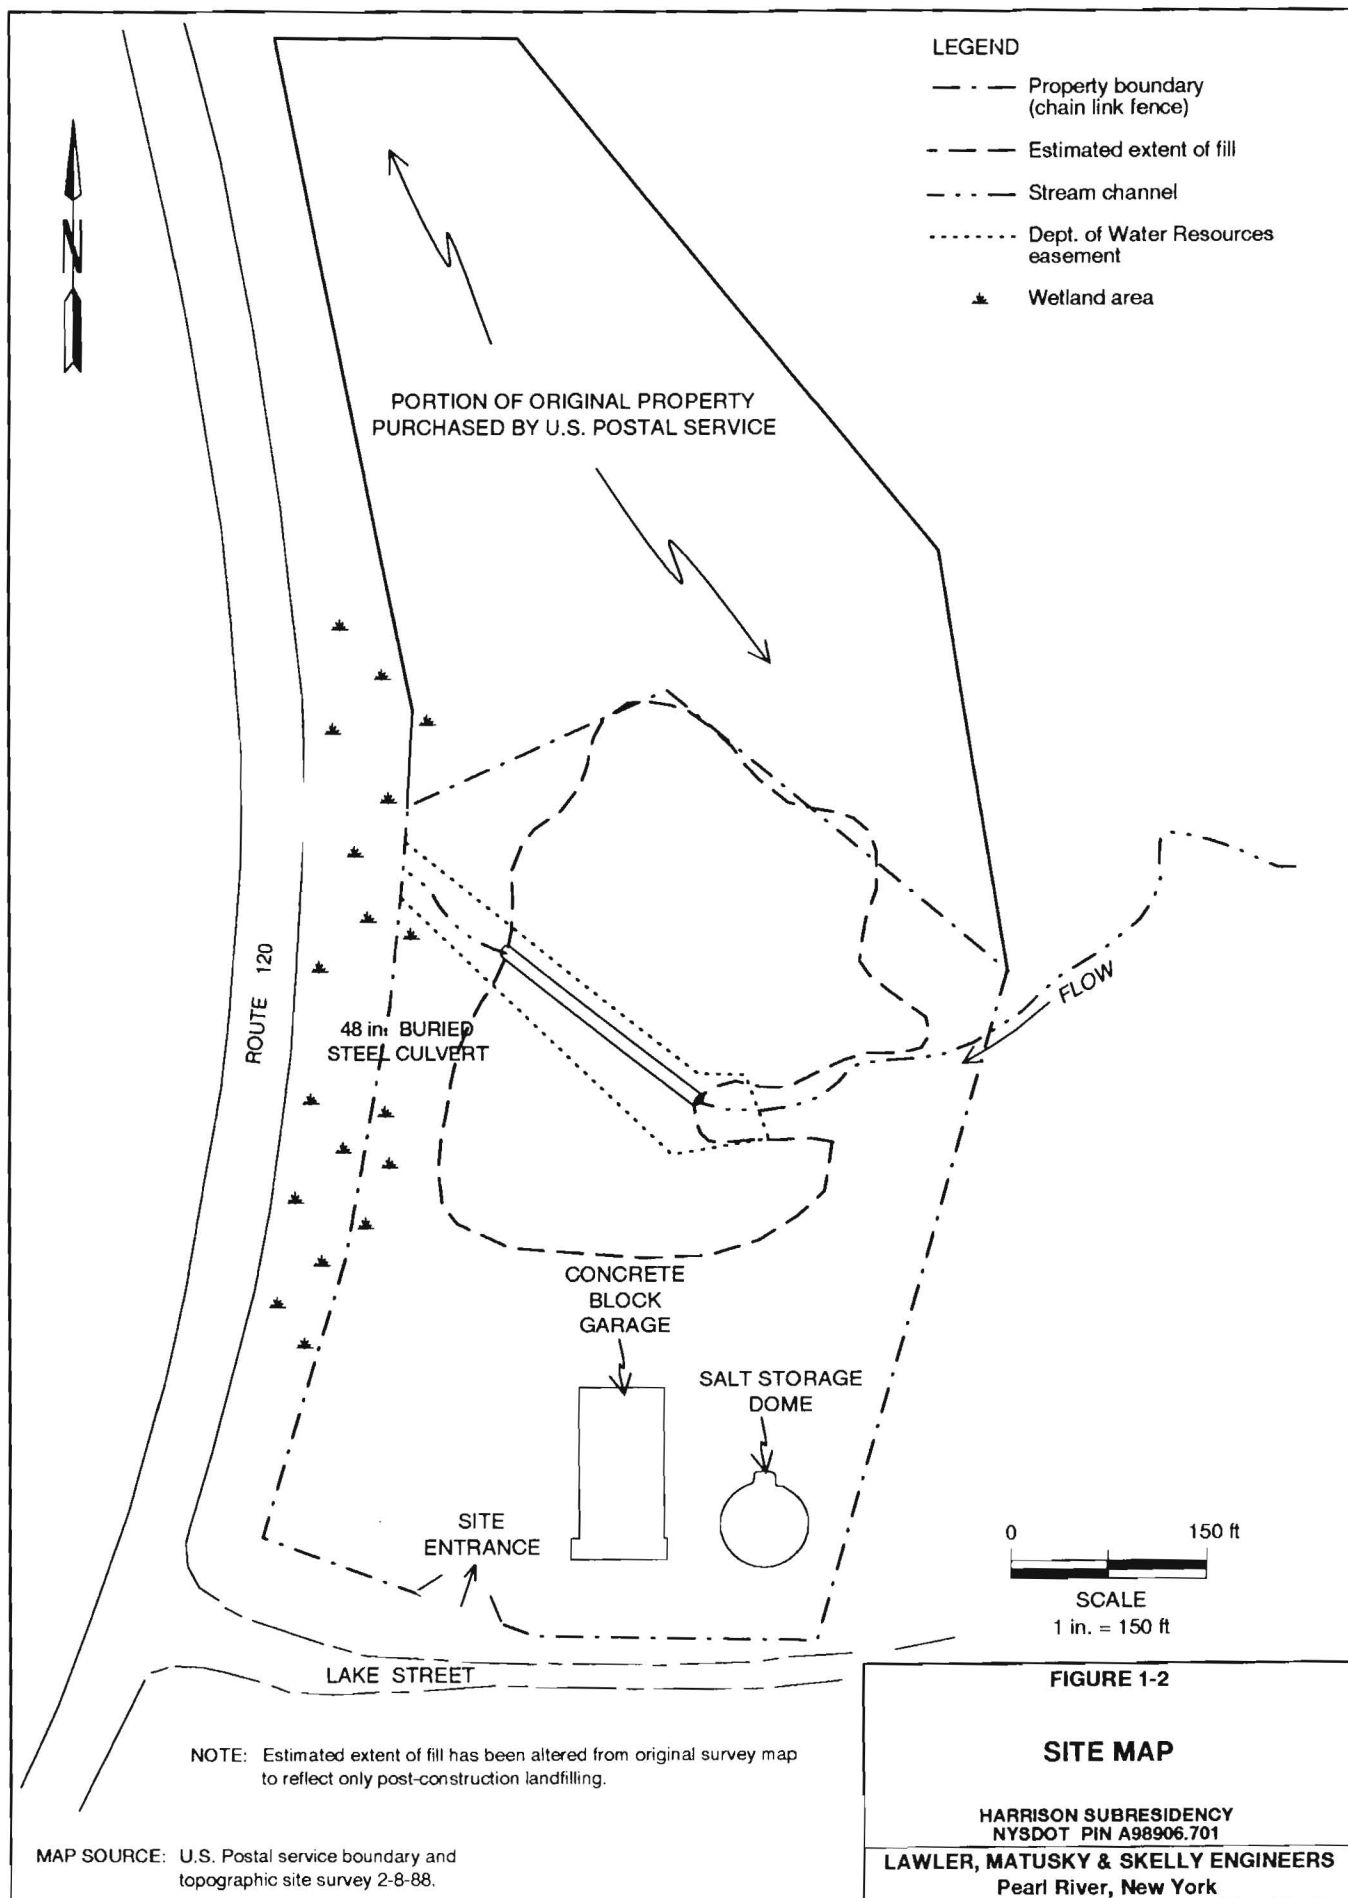 LEGEND
Property boundary
(chain link fence)
Estimated extent of fill
Stream channel
Dept. of Water Resources
easement
Wetland area
N
PORTION OF ORIGINAL PROPERTY
PURCHASED BY U.S. POSTAL SERVICE
ROUTE 120
48 in. BURIED
STEEL CULVERT
FLOW
CONCRETE
BLOCK
GARAGE
SALT STORAGE
DOME
SITE
ENTRANCE
0 150 ft
SCALE
1 in. = 150 ft
LAKE STREET
NOTE: Estimated extent of fill has been altered from original survey map
to reflect only post-construction landfilling.
MAP SOURCE: U.S. Postal service boundary and
topographic site survey 2-8-88.
FIGURE 1-2
SITE MAP
HARRISON SUBRESIDENCY
NYSDOT PIN A98906.701
LAWLER, MATUSKY & SKELLY ENGINEERS
Pearl River, New York